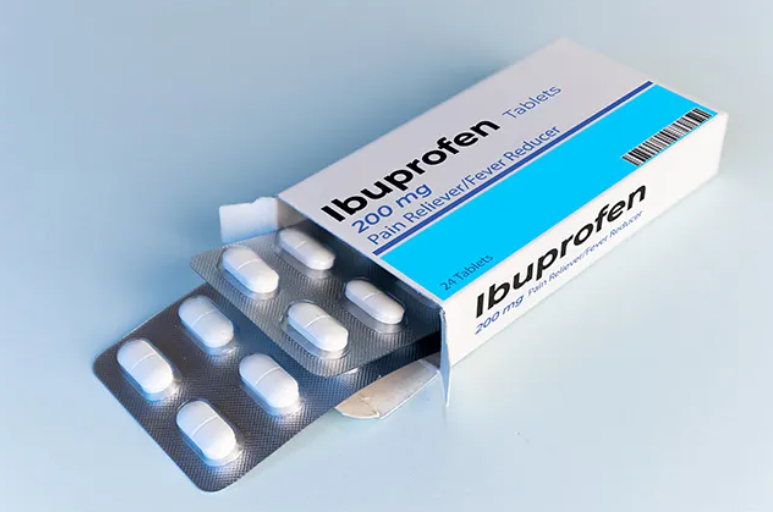 Ibuprofen Tablets
200 mg
Pain Reliever/Fever Reducer
24 Tablets
Ibuprofen
200 mg Pain Reliever/Fever Reducer